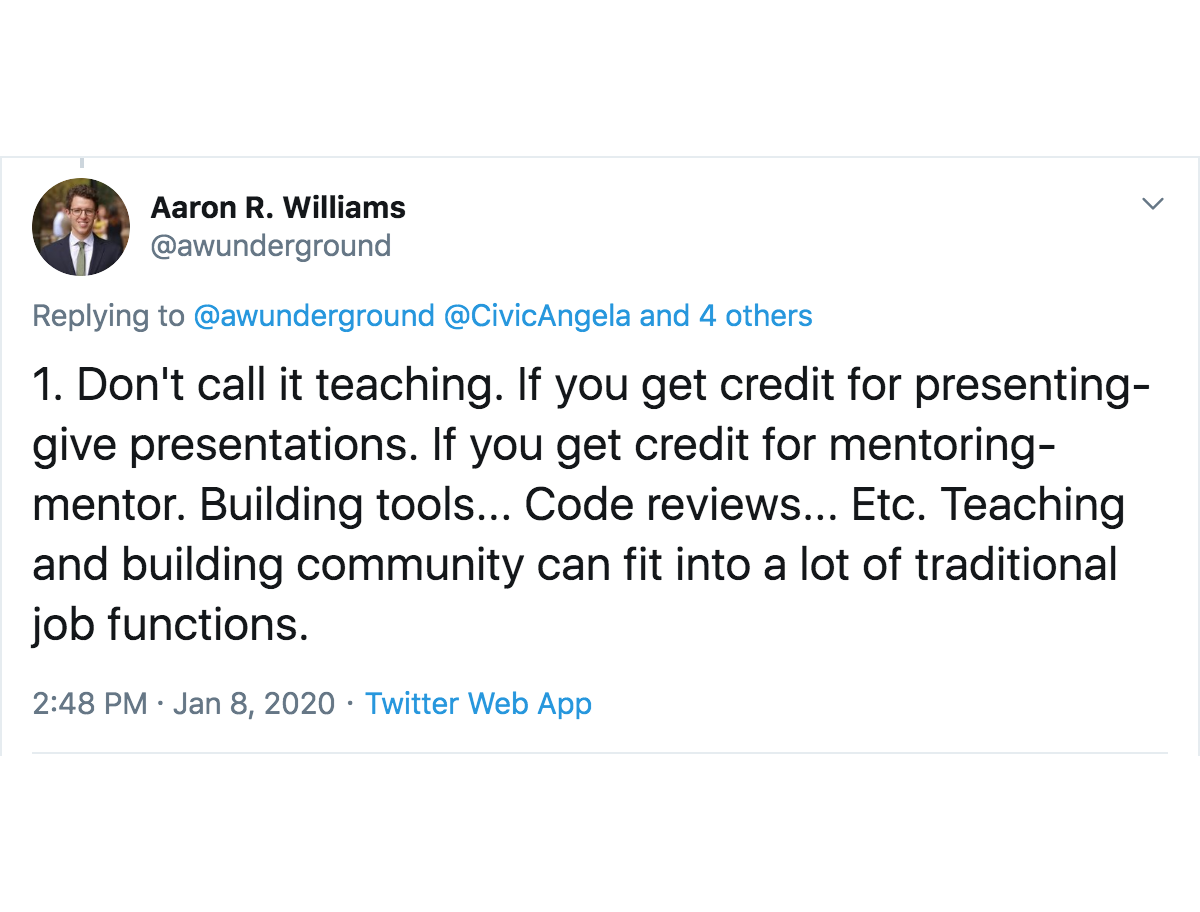 Aaron R. Williams
@awunderground
Replying to @awunderground @CivicAngela and 4 others
1. Don't call it teaching. If you get credit for presenting-
give presentations. If you get credit for mentoring-
mentor. Building tools... Code reviews... Etc. Teaching
and building community can fit into a lot of traditional
job functions.
2:48 PM · Jan 8, 2020 · Twitter Web App